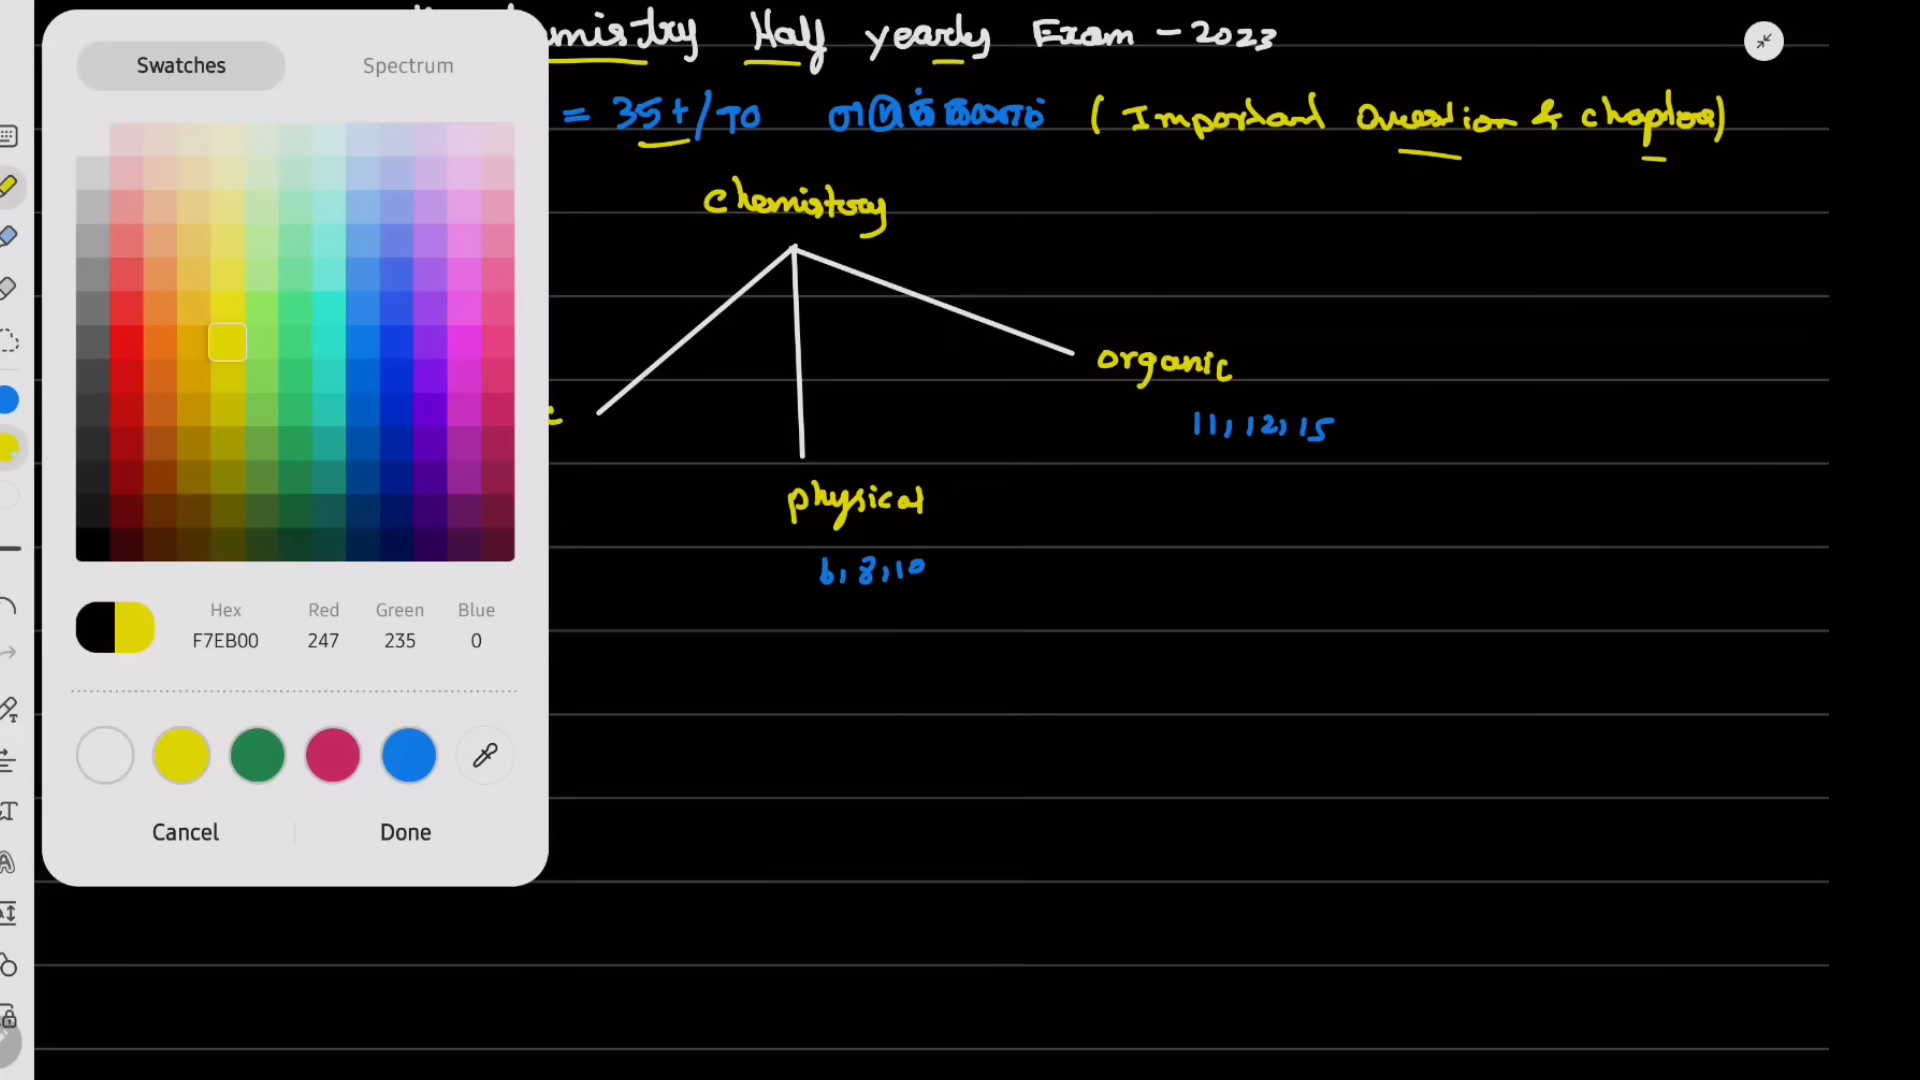 mistry Half yearly Exam - 2023
Swatches
Spectrum
= 35+/70 (Important Question & chapters)
chemistry
organic
c
11, 12, 15
physical
6, 8, 10
Hex Red Green Blue
F7EB00 247 235 0
Cancel
Done